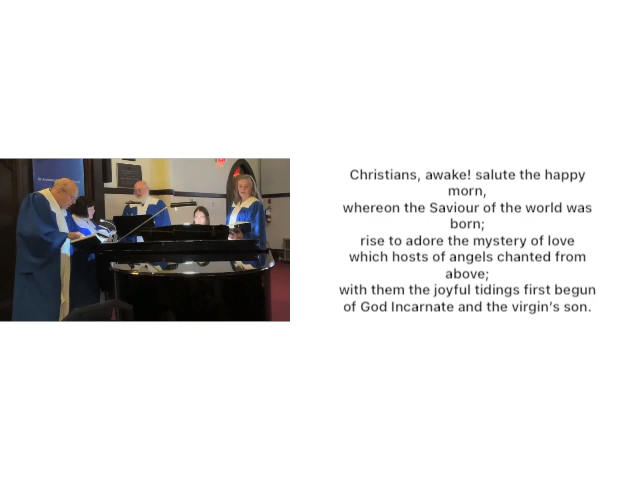 Christians, awake! salute the happy
morn,
whereon the Saviour of the world was
born;
rise to adore the mystery of love
which hosts of angels chanted from
above;
with them the joyful tidings first begun
of God Incarnate and the virgin's son.